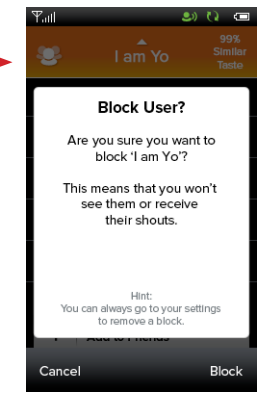 99%
I am Yo Similar
Taste
Block User?
Are you sure you want to
block ‘I am Yo’?
This means that you won’t
see them or receive
their shouts.
Hint:
You can always go to your settings
to remove a block.
Add to Friends
Cancel Block